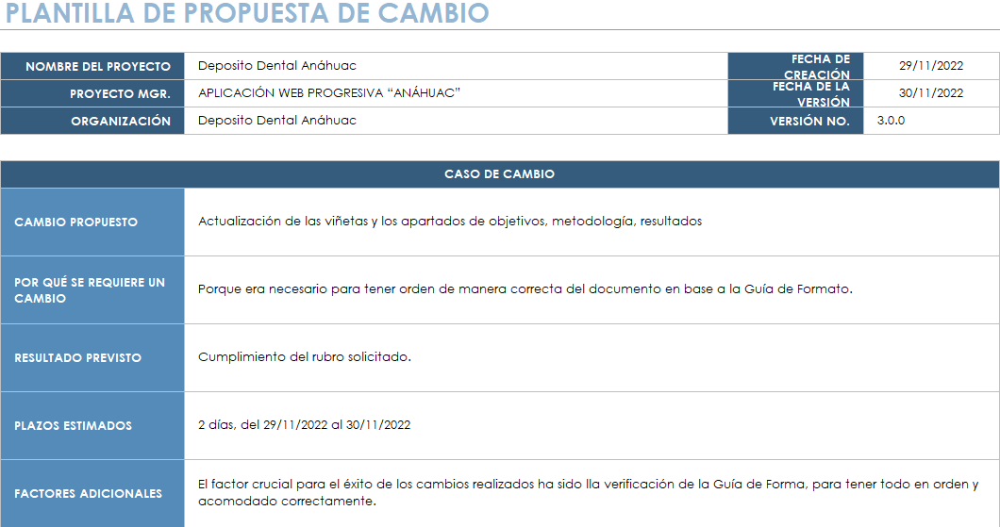 PLANTILLA DE PROPUESTA DE CAMBIO
NOMBRE DEL PROYECTO Deposito Dental Anáhuac FECHA DE CREACIÓN 29/11/2022
PROYECTO MGR. APLICACIÓN WEB PROGRESIVA “ANÁHUAC” FECHA DE LA VERSIÓN 30/11/2022
ORGANIZACIÓN Deposito Dental Anáhuac VERSIÓN NO. 3.0.0
CASO DE CAMBIO
CAMBIO PROPUESTO Actualización de las viñetas y los apartados de objetivos, metodología, resultados
POR QUÉ SE REQUIERE UN
CAMBIO
Porque era necesario para tener orden de manera correcta del documento en base a la Guía de Formato.
RESULTADO PREVISTO Cumplimiento del rubro solicitado.
PLAZOS ESTIMADOS 2 días, del 29/11/2022 al 30/11/2022
FACTORES ADICIONALES
El factor crucial para el éxito de los cambios realizados ha sido lla verificación de la Guía de Forma, para tener todo en orden y
acomodado correctamente.